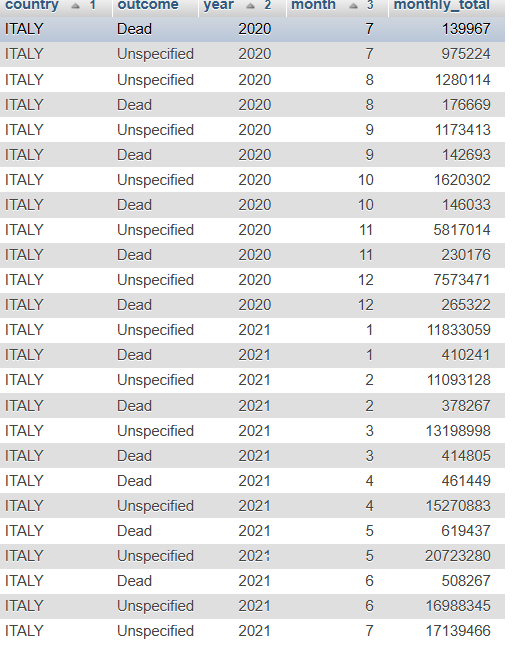 country 1 outcome year 2 month 3 monthly_total
ITALY Dead 2020 7 139967
ITALY Unspecified 2020 7 975224
ITALY Unspecified 2020 8 1280114
ITALY Dead 2020 8 176669
ITALY Unspecified 2020 9 1173413
ITALY Dead 2020 9 142693
ITALY Unspecified 2020 10 1620302
ITALY Dead 2020 10 146033
ITALY Unspecified 2020 11 5817014
ITALY Dead 2020 11 230176
ITALY Unspecified 2020 12 7573471
ITALY Dead 2020 12 265322
ITALY Unspecified 2021 1 11833059
ITALY Dead 2021 1 410241
ITALY Unspecified 2021 2 11093128
ITALY Dead 2021 2 378267
ITALY Unspecified 2021 3 13198998
ITALY Dead 2021 3 414805
ITALY Dead 2021 4 461449
ITALY Unspecified 2021 4 15270883
ITALY Dead 2021 5 619437
ITALY Unspecified 2021 5 20723280
ITALY Dead 2021 6 508267
ITALY Unspecified 2021 6 16988345
ITALY Unspecified 2021 7 17139466